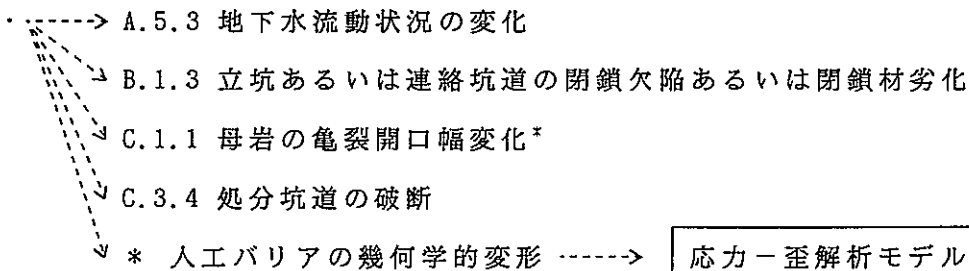 ・-----> A.5.3 地下水流動状況の変化
B.1.3 立坑あるいは連絡坑道の閉鎖欠陥あるいは閉鎖材劣化
C.1.1 母岩の亀裂開口幅変化*
C.3.4 処分坑道の破断
* 人工バリアの幾何学的変形 ------> 応力-歪解析モデル